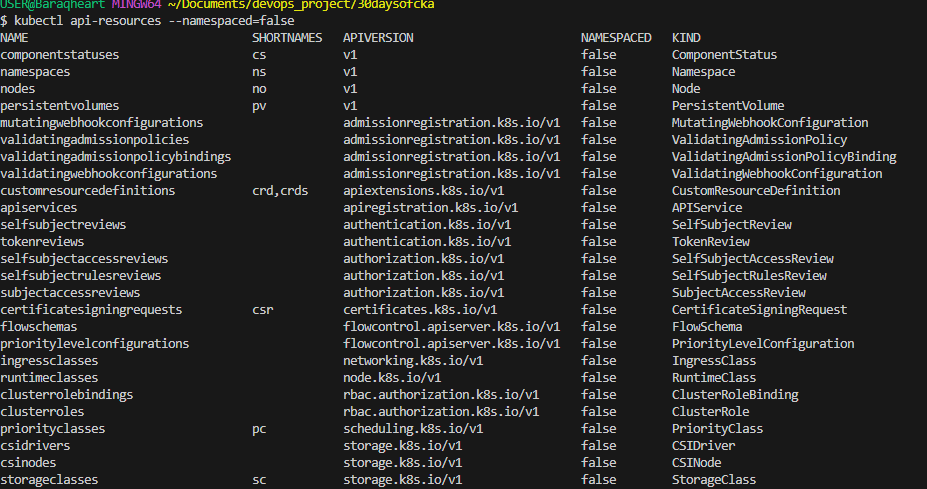 USER@Baraqheart MINGW64 ~/Documents/devops_project/30daysofcka
$ kubectl api-resources --namespaced=false
NAME SHORTNAMES APIVERSION NAMESPACED KIND
componentstatuses cs v1 false ComponentStatus
namespaces ns v1 false Namespace
nodes no v1 false Node
persistentvolumes pv v1 false PersistentVolume
mutatingwebhookconfigurations admissionregistration.k8s.io/v1 false MutatingWebhookConfiguration
validatingadmissionpolicies admissionregistration.k8s.io/v1 false ValidatingAdmissionPolicy
validatingadmissionpolicybindings admissionregistration.k8s.io/v1 false ValidatingAdmissionPolicyBinding
validatingwebhookconfigurations admissionregistration.k8s.io/v1 false ValidatingWebhookConfiguration
customresourcedefinitions crd,crds apiextensions.k8s.io/v1 false CustomResourceDefinition
apiservices apiregistration.k8s.io/v1 false APIService
selfsubjectreviews authentication.k8s.io/v1 false SelfSubjectReview
tokenreviews authentication.k8s.io/v1 false TokenReview
selfsubjectaccessreviews authorization.k8s.io/v1 false SelfSubjectAccessReview
selfsubjectrulesreviews authorization.k8s.io/v1 false SelfSubjectRulesReview
subjectaccessreviews authorization.k8s.io/v1 false SubjectAccessReview
certificatesigningrequests csr certificates.k8s.io/v1 false CertificateSigningRequest
flowschemas flowcontrol.apiserver.k8s.io/v1 false FlowSchema
prioritylevelconfigurations flowcontrol.apiserver.k8s.io/v1 false PriorityLevelConfiguration
ingressclasses networking.k8s.io/v1 false IngressClass
runtimeclasses node.k8s.io/v1 false RuntimeClass
clusterrolebindings rbac.authorization.k8s.io/v1 false ClusterRoleBinding
clusterroles rbac.authorization.k8s.io/v1 false ClusterRole
priorityclasses pc scheduling.k8s.io/v1 false PriorityClass
csidrivers storage.k8s.io/v1 false CSIDriver
csinodes storage.k8s.io/v1 false CSINode
storageclasses sc storage.k8s.io/v1 false StorageClass